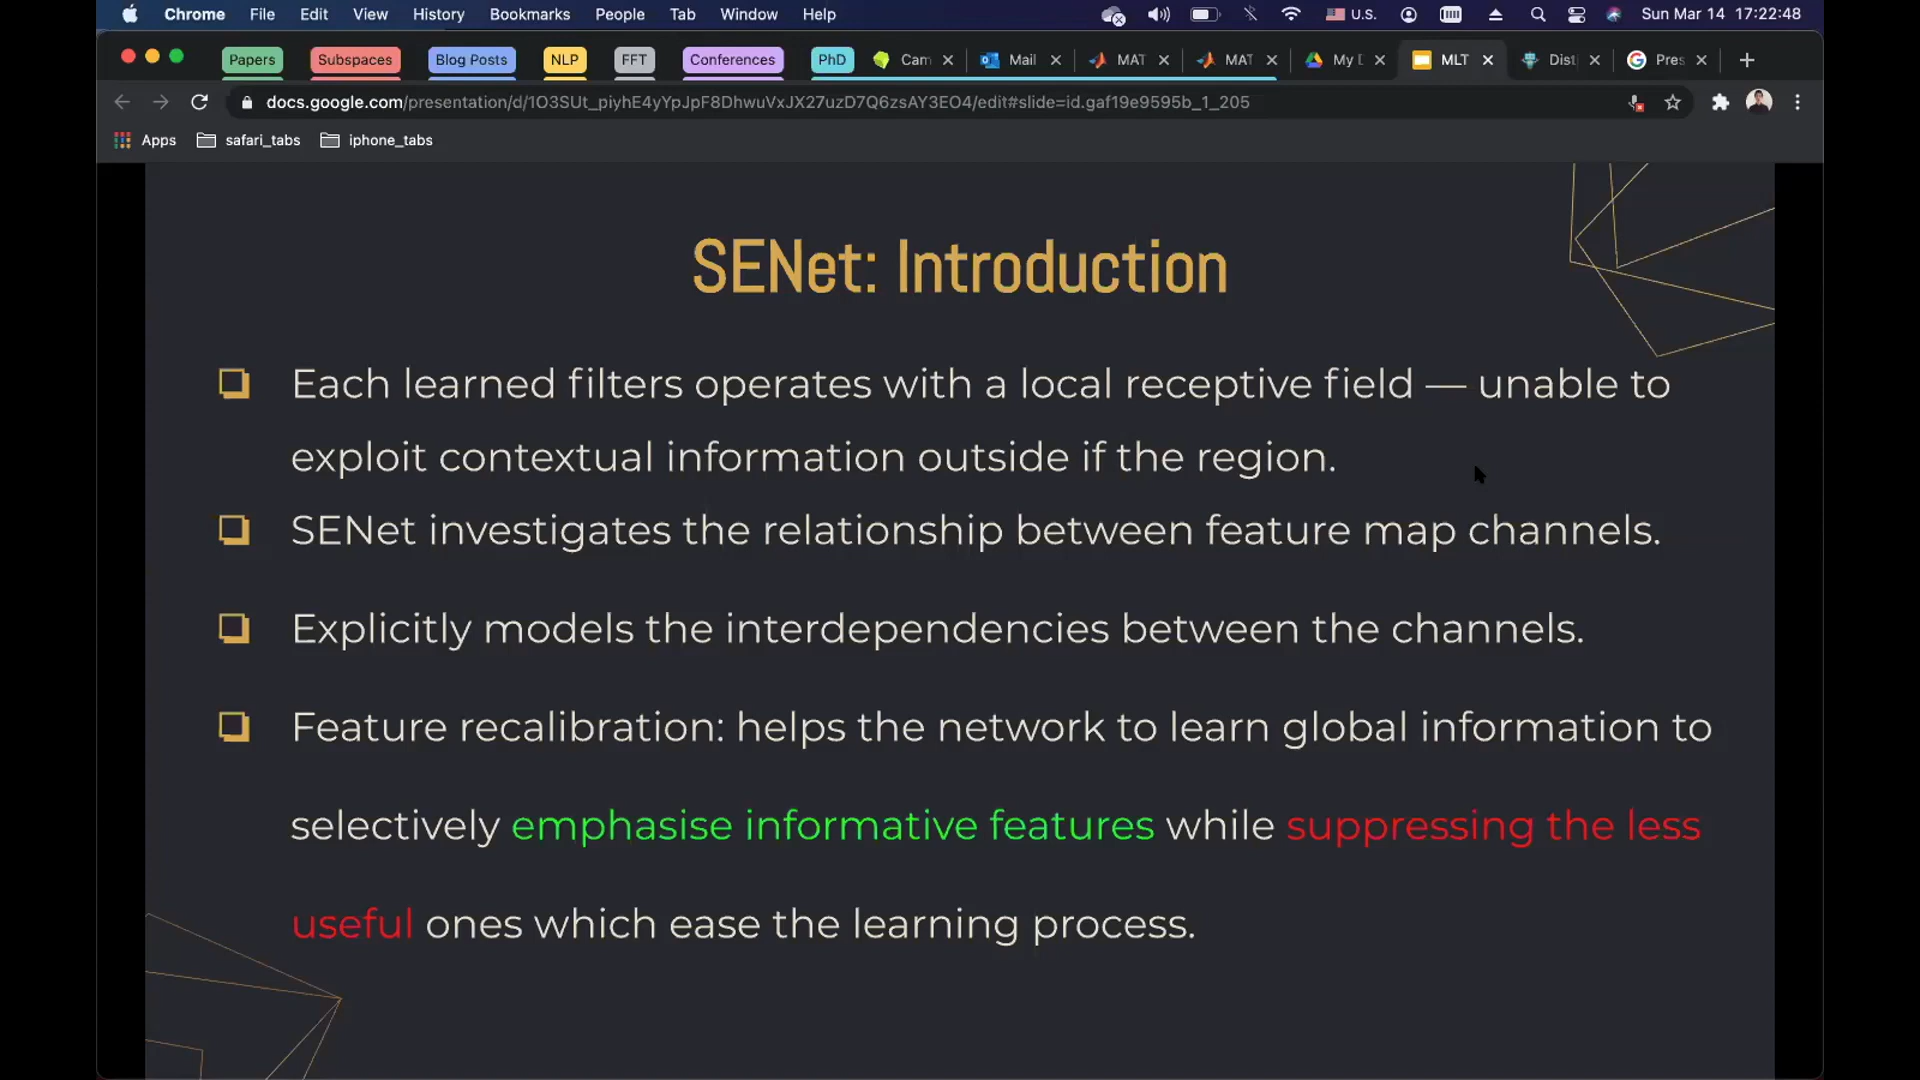 Chrome File Edit View History Bookmarks People Tab Window Help U.S. Sun Mar 14 17:22:48
Papers Subspaces Blog Posts NLP FFT Conferences PhD Cam Mail MAT MAT My D MLT Dist Pres
docs.google.com/presentation/d/1O3SUt_piyhE4yYpJpF8DhwuVxJX27uzD7Q6zsAY3EO4/edit#slide=id.gaf19e9595b_1_205
Apps safari_tabs iphone_tabs
SENet: Introduction
Each learned filters operates with a local receptive field — unable to
exploit contextual information outside if the region.
SENet investigates the relationship between feature map channels.
Explicitly models the interdependencies between the channels.
Feature recalibration: helps the network to learn global information to
selectively emphasise informative features while suppressing the less
useful ones which ease the learning process.